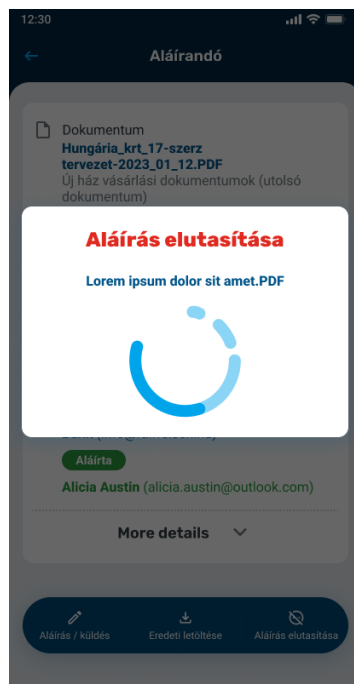 12:30
Aláírandó
Dokumentum
Hungária_krt_17-szerz
tervezet-2023_01_12.PDF
Új ház vásárlási dokumentumok (utolsó
dokumentum)
Aláírás elutasítása
Lorem ipsum dolor sit amet.PDF
Aláírta
Alicia Austin (alicia.austin@outlook.com)
More details
Aláírás / küldés
Eredeti letöltése
Aláírás elutasítása